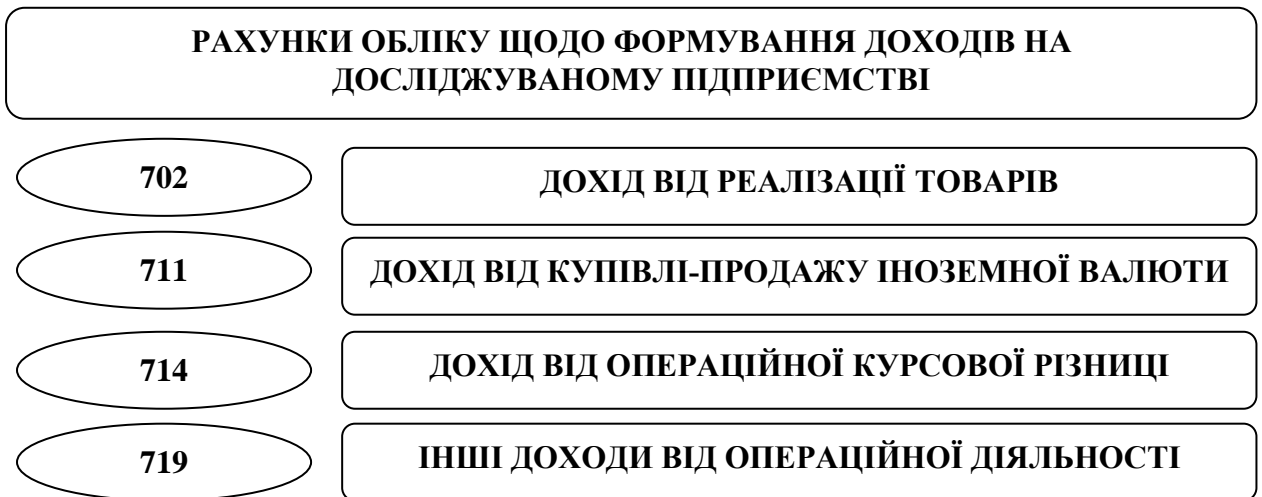 РАХУНКИ ОБЛІКУ ЩОДО ФОРМУВАННЯ ДОХОДІВ НА
ДОСЛІДЖУВАНОМУ ПІДПРИЄМСТВІ
702
ДОХІД ВІД РЕАЛІЗАЦІЇ ТОВАРІВ
711
ДОХІД ВІД КУПІВЛІ-ПРОДАЖУ ІНОЗЕМНОЇ ВАЛЮТИ
714
ДОХІД ВІД ОПЕРАЦІЙНОЇ КУРСОВОЇ РІЗНИЦІ
719
ІНШІ ДОХОДИ ВІД ОПЕРАЦІЙНОЇ ДІЯЛЬНОСТІ